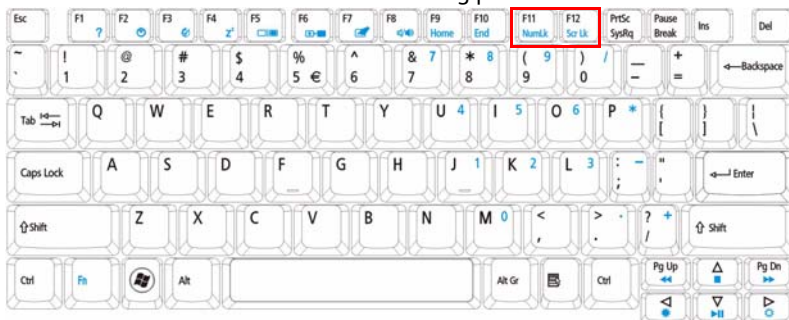 Esc F1 ? F2 F3 F4 zᶻ F5 F6 F7 F8 F9 Home F10 End F11 NumLk F12 Scr Lk PrtSc SysRq Pause Break Ins Del
~ ` ! 1 @ 2 # 3 $ 4 % 5 € ^ 6 & 7 7 * 8 8 ( 9 9 ) / 0 _ - + = Backspace
Tab Q W E R T Y U 4 I 5 O 6 P * { [ } ] | \
Caps Lock A S D F G H J 1 K 2 L 3 : - ; " ' Enter
Shift Z X C V B N M 0 < , > . . ? + / Shift
Ctrl Fn Alt Alt Gr Ctrl Pg Up Pg Dn